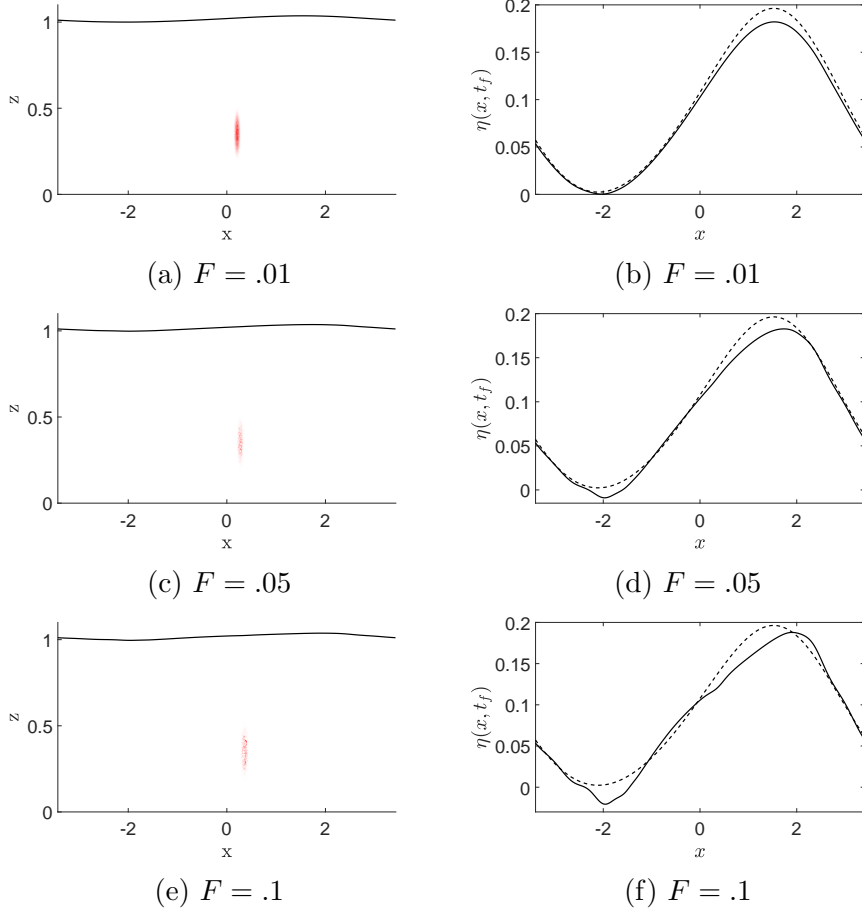 1
0.5
0
z
-2
0
2
x
(a) F = .01
0.2
0.15
0.1
0.05
0
η(x, t_f)
-2
0
2
x
(b) F = .01
1
0.5
0
z
-2
0
2
x
(c) F = .05
0.2
0.15
0.1
0.05
0
η(x, t_f)
-2
0
2
x
(d) F = .05
1
0.5
0
z
-2
0
2
x
(e) F = .1
0.2
0.15
0.1
0.05
0
η(x, t_f)
-2
0
2
x
(f) F = .1